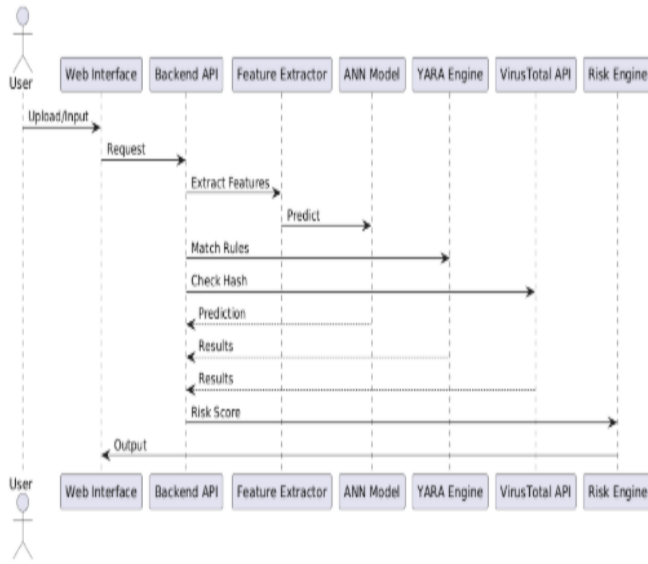 User
Web Interface
Backend API
Feature Extractor
ANN Model
YARA Engine
VirusTotal API
Risk Engine
Upload/Input
Request
Extract Features
Predict
Match Rules
Check Hash
Prediction
Results
Results
Risk Score
Output
User
Web Interface
Backend API
Feature Extractor
ANN Model
YARA Engine
VirusTotal API
Risk Engine